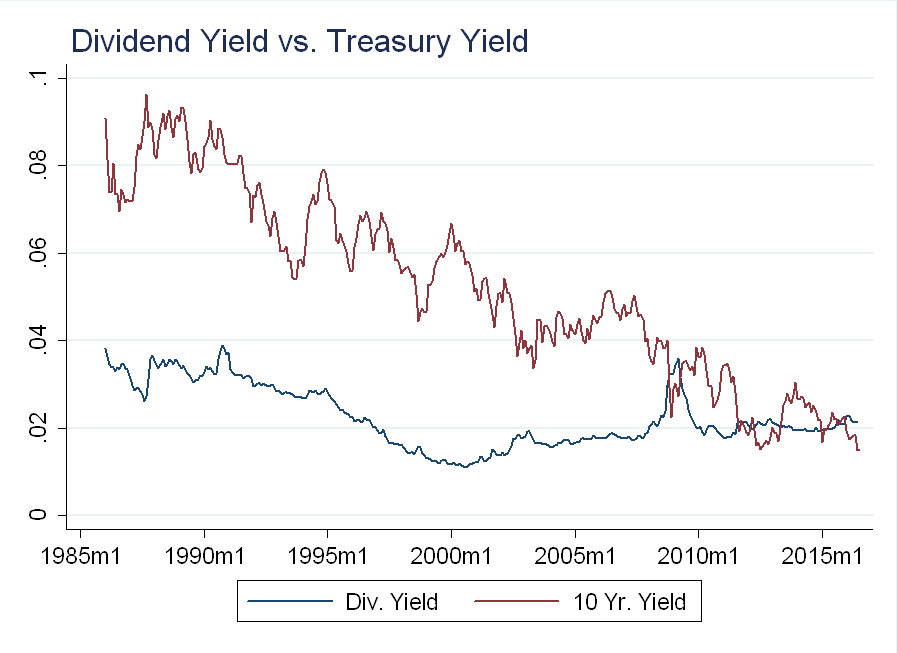 Dividend Yield vs. Treasury Yield
.1
.08
.06
.04
.02
0
1985m1 1990m1 1995m1 2000m1 2005m1 2010m1 2015m1
Div. Yield 10 Yr. Yield